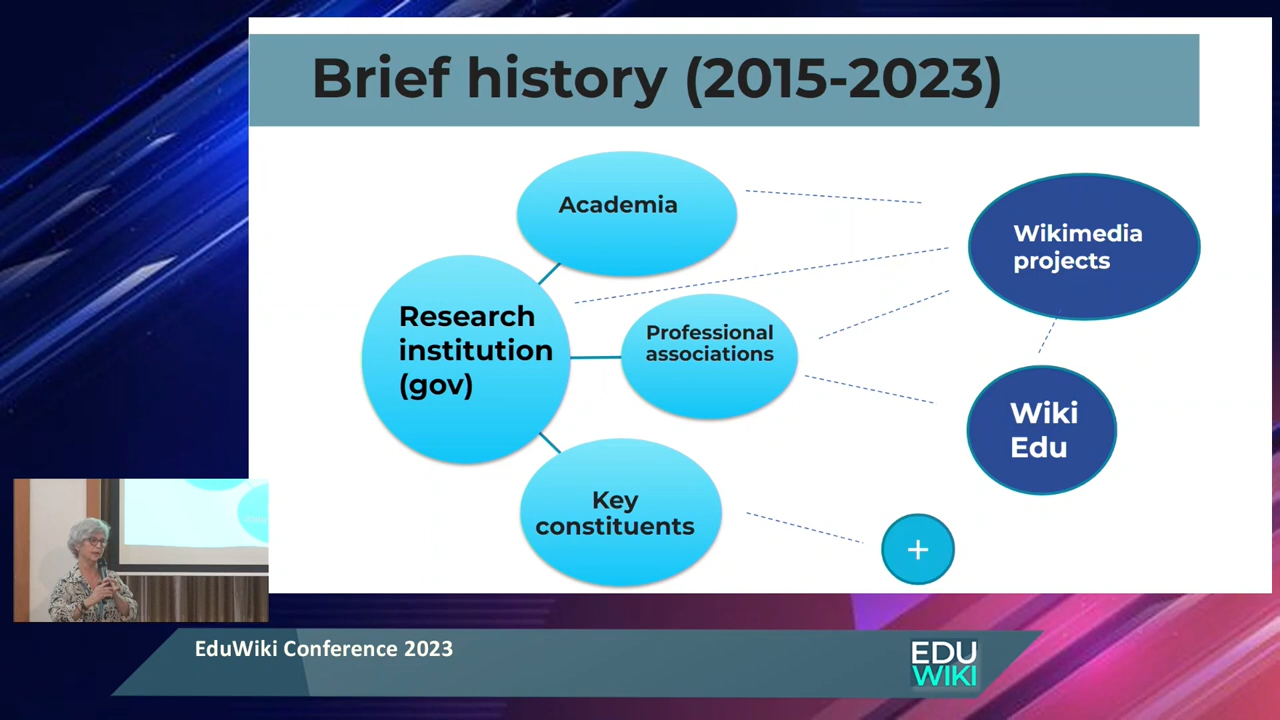 Brief history (2015-2023)
Academia
Wikimedia
projects
Research
institution
(gov)
Professional
associations
Wiki
Edu
Key
constituents
+
EduWiki Conference 2023
EDU
WIKI